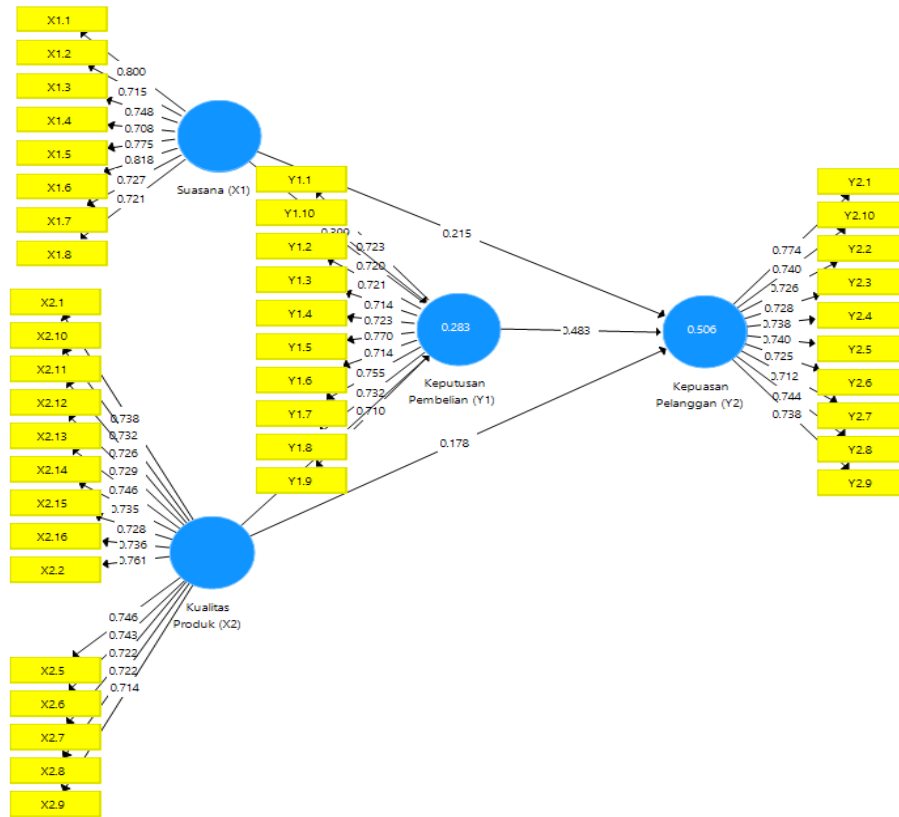 X1.1
X1.2
X1.3
X1.4
X1.5
X1.6
X1.7
X1.8
0.800
0.715
0.748
0.708
0.775
0.818
0.727
0.721
Suasana (X1)
X2.1
X2.10
X2.11
X2.12
X2.13
X2.14
X2.15
X2.16
X2.2
0.738
0.732
0.726
0.729
0.746
0.735
0.728
0.736
0.761
Kualitas
Produk (X2)
0.746
0.743
0.722
0.722
0.714
X2.5
X2.6
X2.7
X2.8
X2.9
Y1.1
Y1.10
Y1.2
Y1.3
Y1.4
Y1.5
Y1.6
Y1.7
Y1.8
Y1.9
0.723
0.720
0.721
0.714
0.723
0.770
0.714
0.755
0.732
0.710
0.283
Keputusan
Pembelian (Y1)
0.215
0.483
0.178
0.506
Kepuasan
Pelanggan (Y2)
0.774
0.740
0.726
0.728
0.738
0.740
0.725
0.712
0.744
0.738
Y2.1
Y2.10
Y2.2
Y2.3
Y2.4
Y2.5
Y2.6
Y2.7
Y2.8
Y2.9